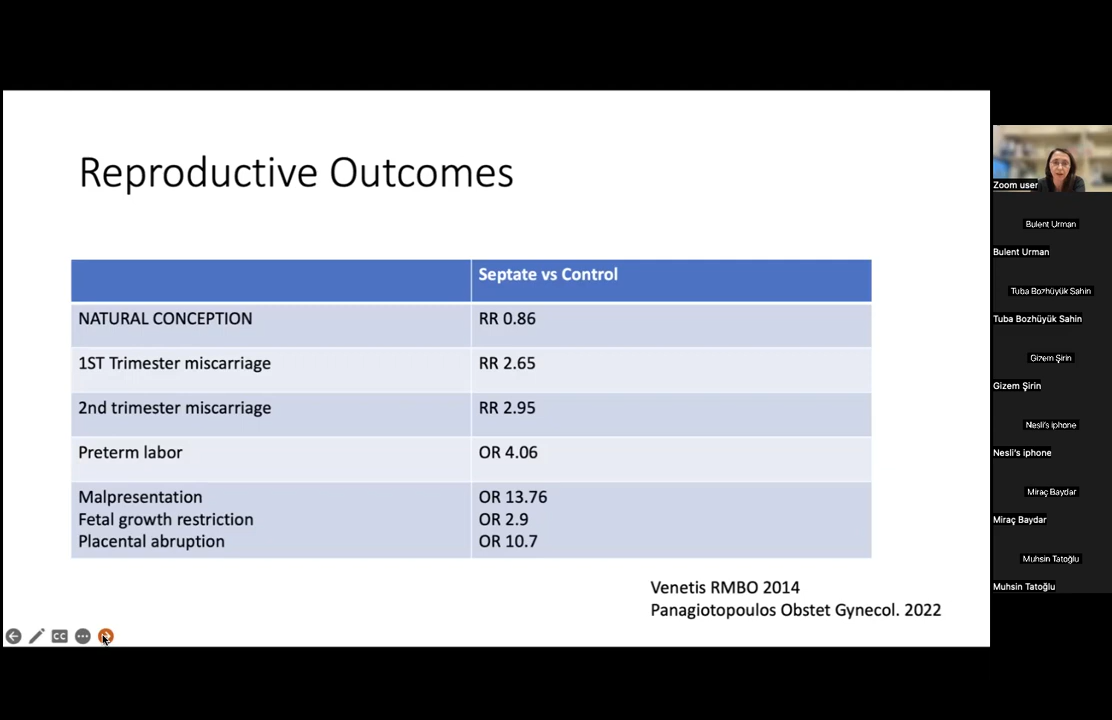 Reproductive Outcomes
Septate vs Control
NATURAL CONCEPTION
RR 0.86
1ST Trimester miscarriage
RR 2.65
2nd trimester miscarriage
RR 2.95
Preterm labor
OR 4.06
Malpresentation
OR 13.76
Fetal growth restriction
OR 2.9
Placental abruption
OR 10.7
Venetis RMBO 2014
Panagiotopoulos Obstet Gynecol. 2022
CC
Zoom user
Bulent Urman
Bulent Urman
Tuba Bozhüyük Sahin
Tuba Bozhüyük Sahin
Gizem Şirin
Gizem Şirin
Nesli's iphone
Nesli's iphone
Miraç Baydar
Miraç Baydar
Muhsin Tatoğlu
Muhsin Tatoğlu